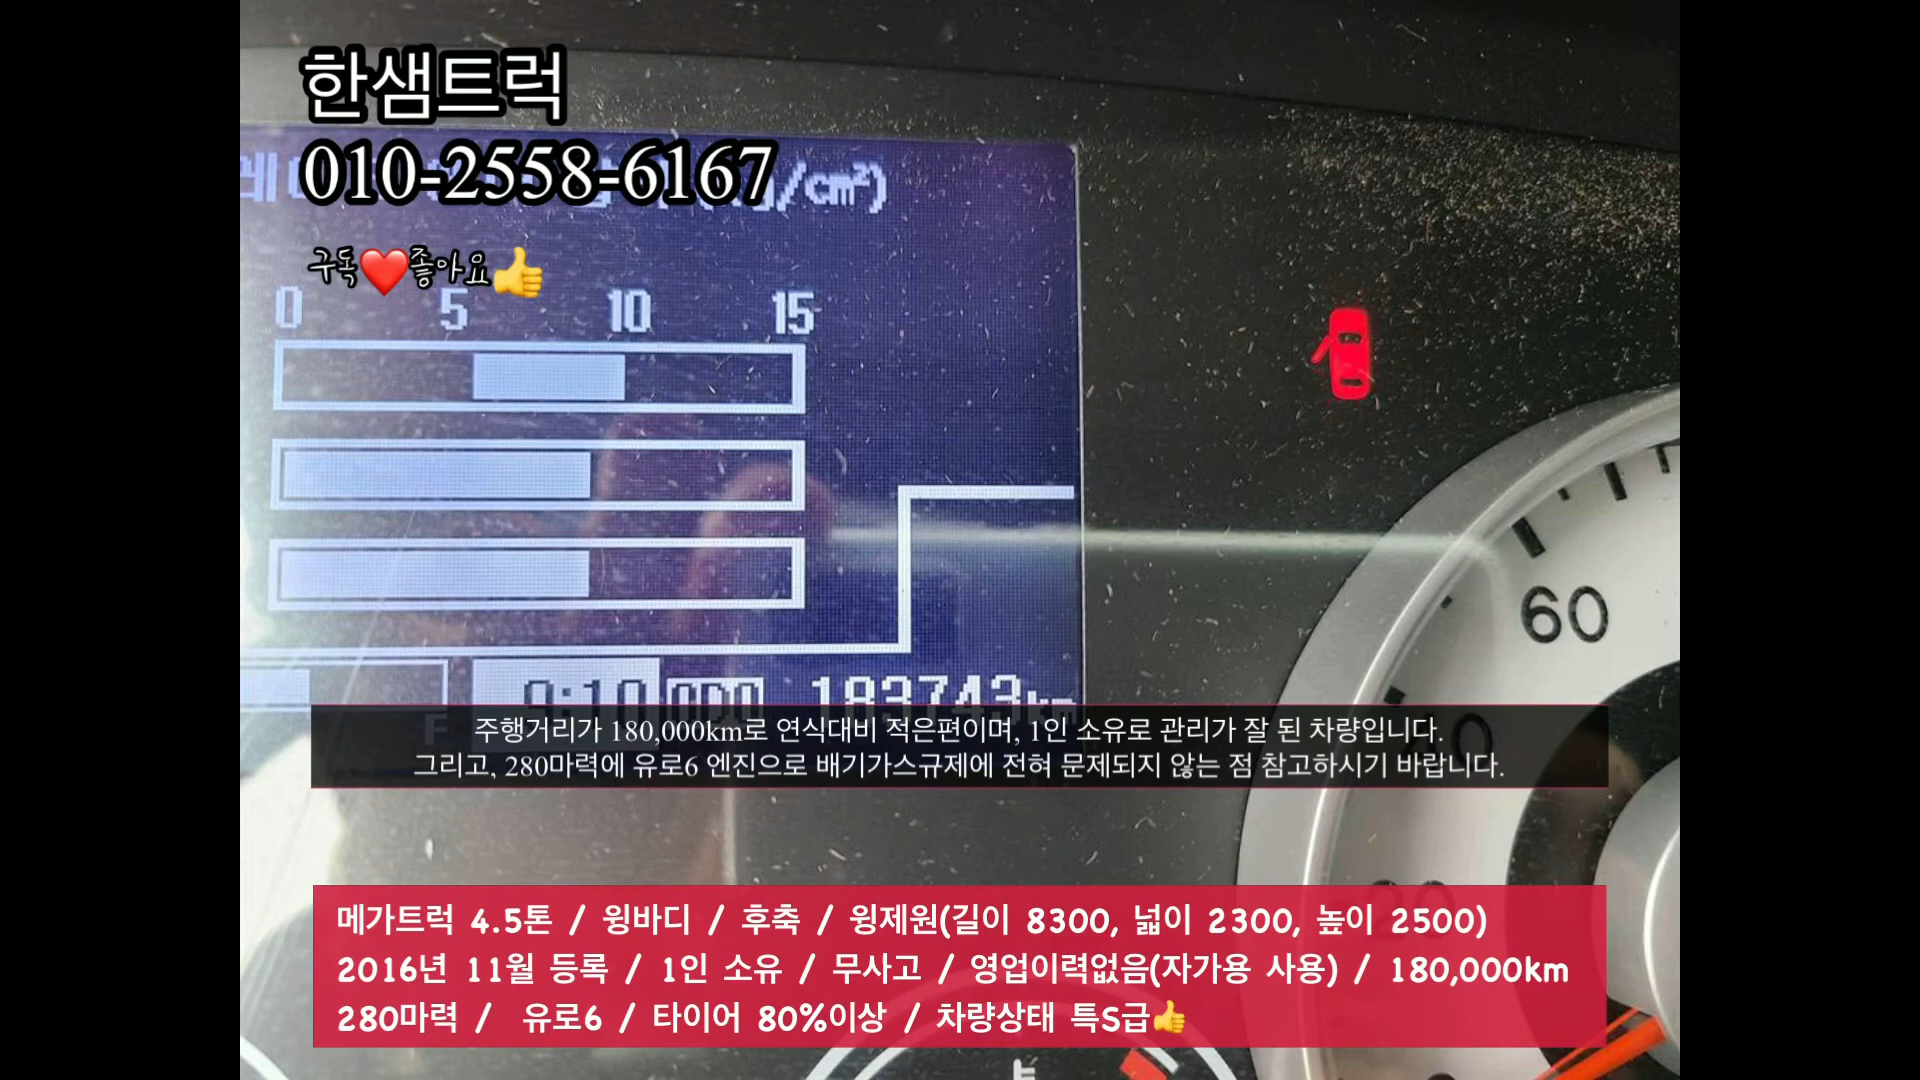 한샘트럭
010-2558-6167
/cm²)
구독❤️좋아요👍
0 5 10 15
60
9:10 ODO 183743km
F
40
주행거리가 180,000km로 연식대비 적은편이며, 1인 소유로 관리가 잘 된 차량입니다.
그리고, 280마력에 유로6 엔진으로 배기가스규제에 전혀 문제되지 않는 점 참고하시기 바랍니다.
20
메가트럭 4.5톤 / 윙바디 / 후축 / 윙제원(길이 8300, 넓이 2300, 높이 2500)
2016년 11월 등록 / 1인 소유 / 무사고 / 영업이력없음(자가용 사용) / 180,000km
280마력 / 유로6 / 타이어 80%이상 / 차량상태 특S급👍